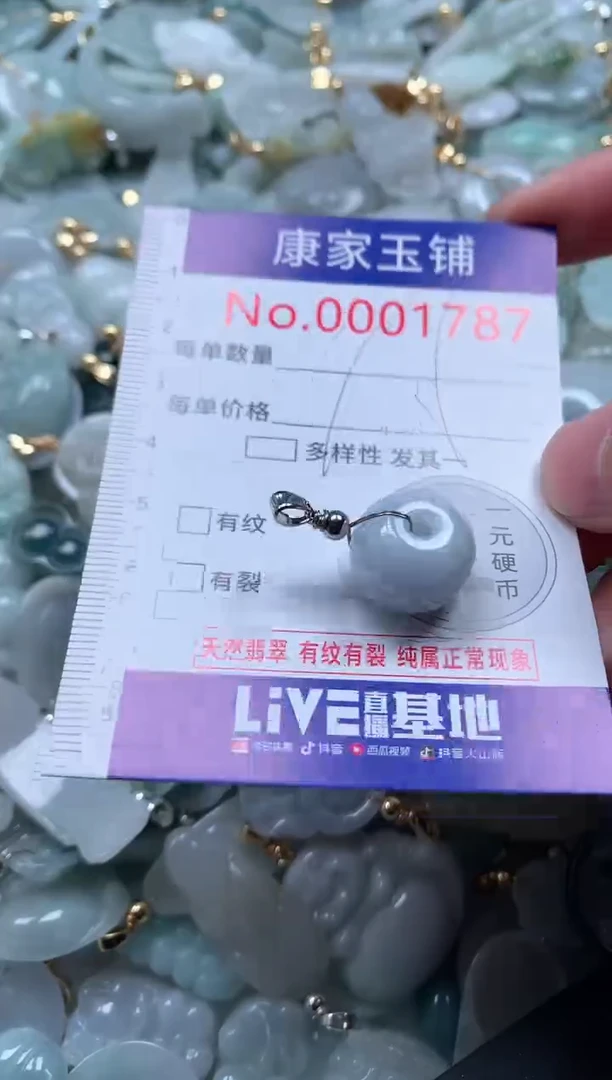 康家玉铺
No.0001787
每单数量
每单价格
多样性 发其一
有纹
一元硬币
有裂
天然翡翠 有纹有裂 纯属正常现象
LiVE直播基地
抖音 西瓜视频 抖音火山版